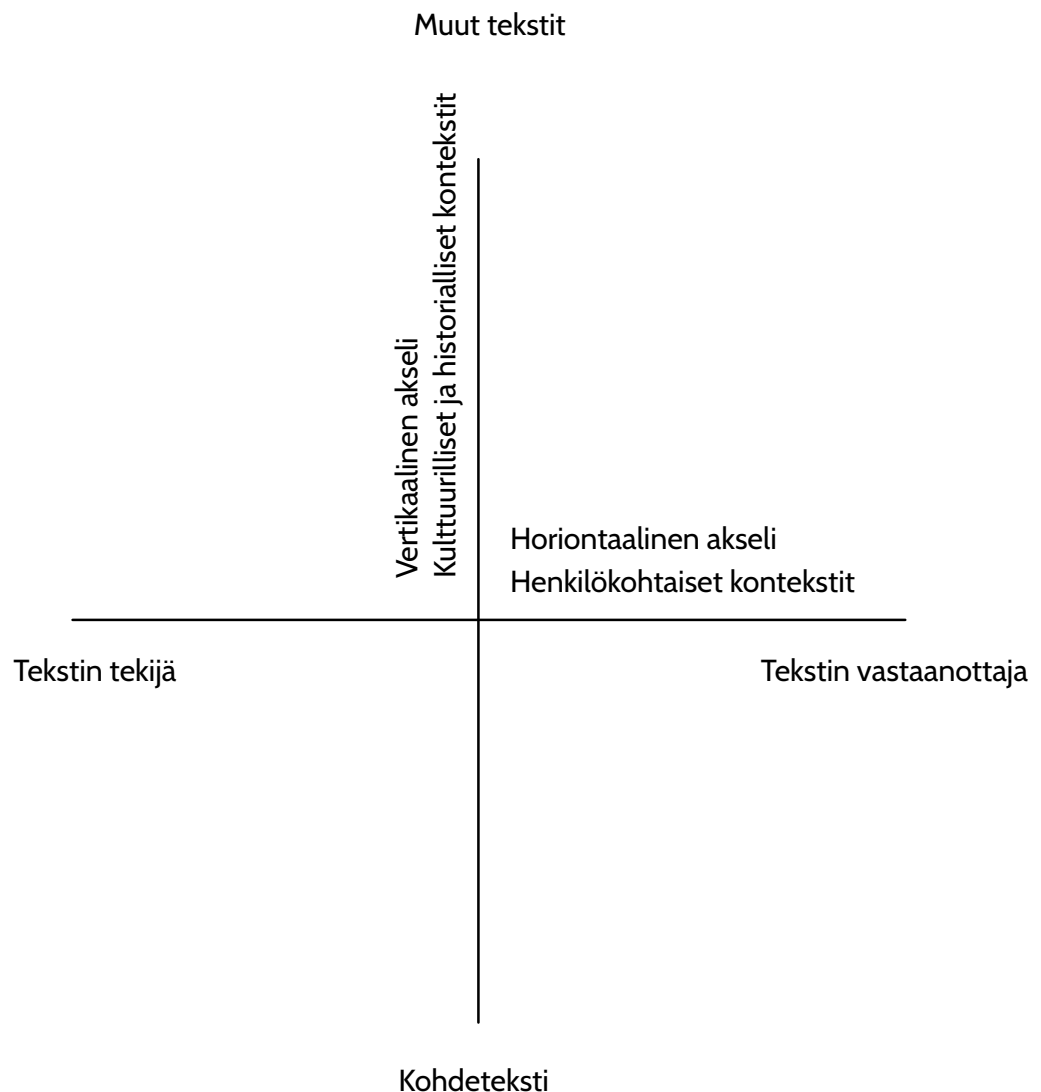 Muut tekstit
Vertikaalinen akseli
Kulttuurilliset ja historialliset kontekstit
Horiontaalinen akseli
Henkilökohtaiset kontekstit
Tekstin tekijä
Tekstin vastaanottaja
Kohdeteksti